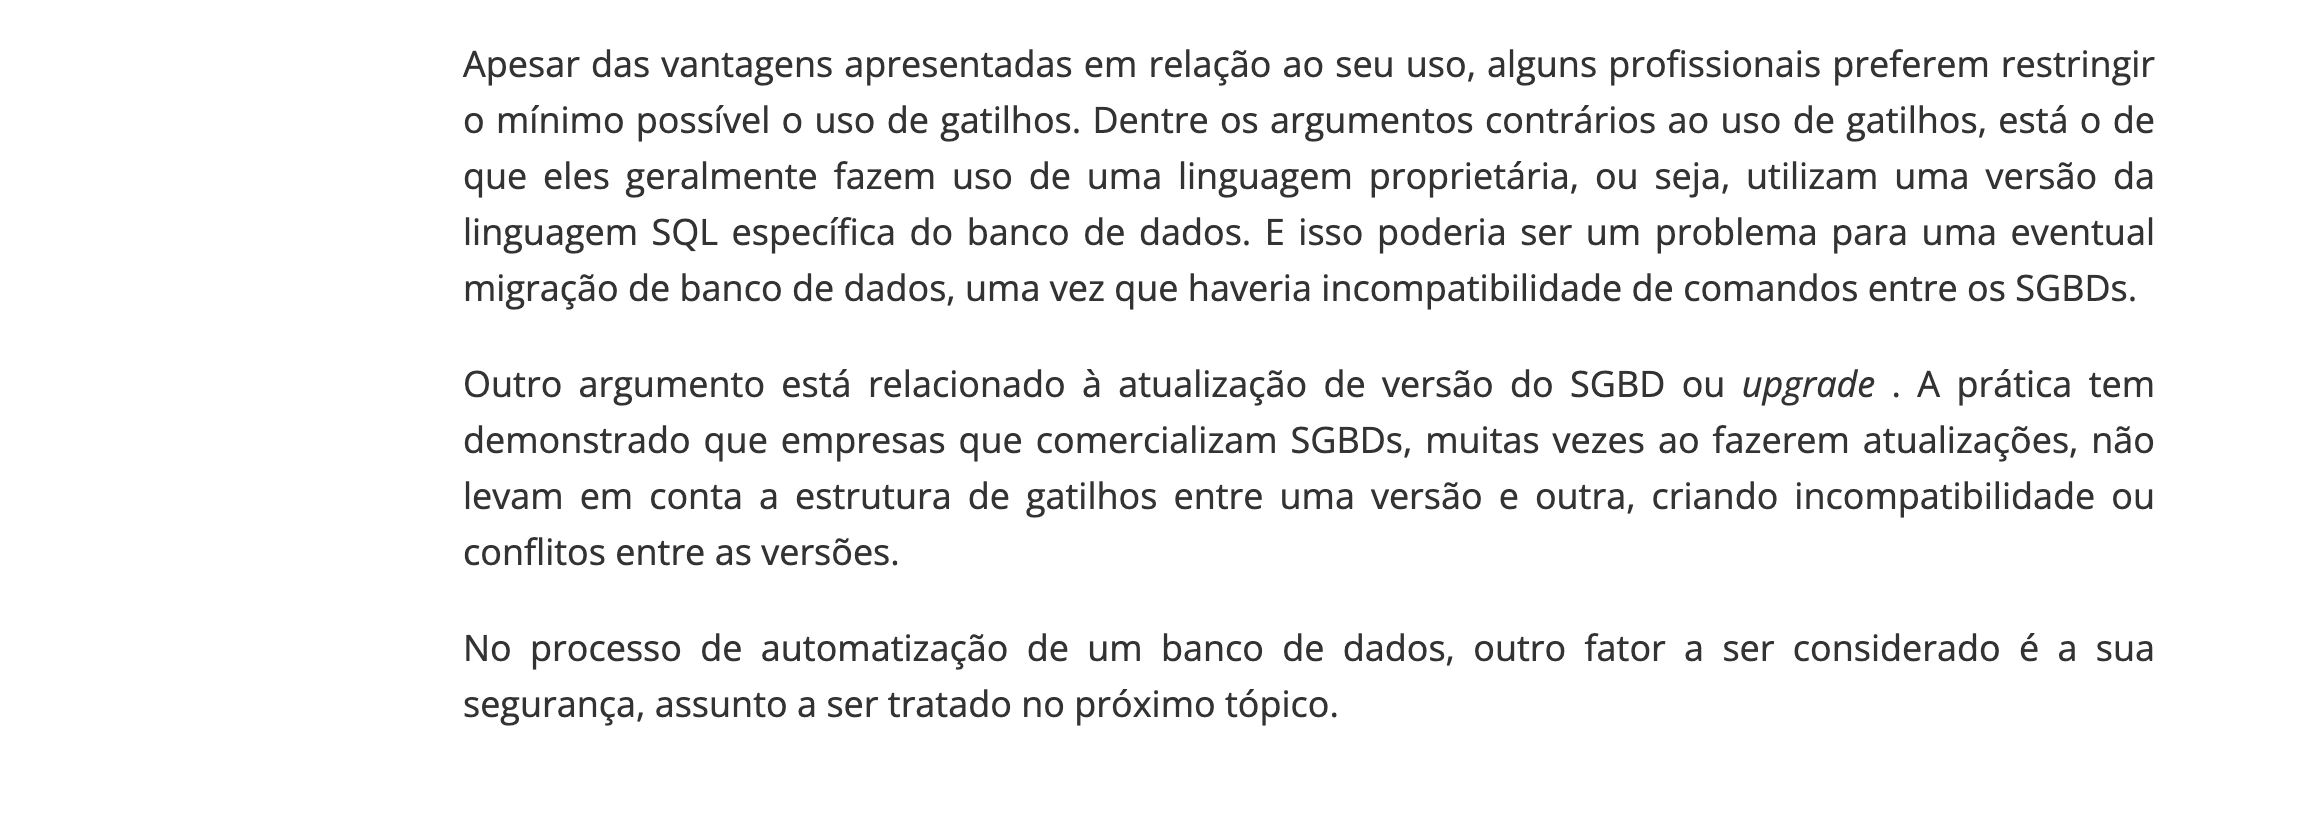 Apesar das vantagens apresentadas em relação ao seu uso, alguns profissionais preferem restringir
o mínimo possível o uso de gatilhos. Dentre os argumentos contrários ao uso de gatilhos, está o de
que eles geralmente fazem uso de uma linguagem proprietária, ou seja, utilizam uma versão da
linguagem SQL específica do banco de dados. E isso poderia ser um problema para uma eventual
migração de banco de dados, uma vez que haveria incompatibilidade de comandos entre os SGBDs.
Outro argumento está relacionado à atualização de versão do SGBD ou upgrade . A prática tem
demonstrado que empresas que comercializam SGBDs, muitas vezes ao fazerem atualizações, não
levam em conta a estrutura de gatilhos entre uma versão e outra, criando incompatibilidade ou
conflitos entre as versões.
No processo de automatização de um banco de dados, outro fator a ser considerado é a sua
segurança, assunto a ser tratado no próximo tópico.